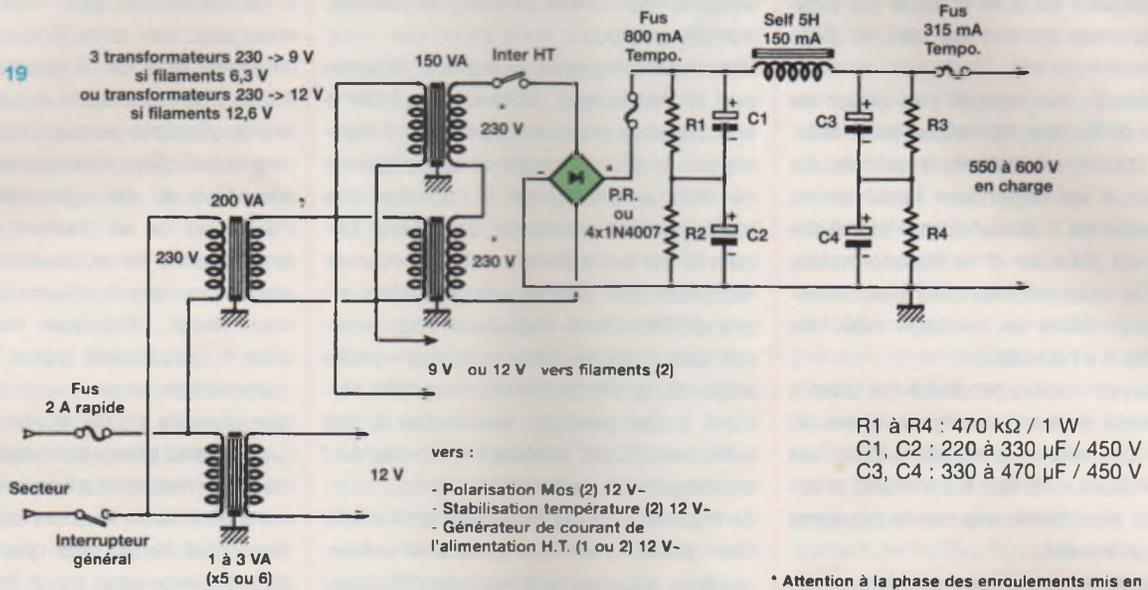 19
3 transformateurs 230 -> 9 V
si filaments 6,3 V
ou transformateurs 230 -> 12 V
si filaments 12,6 V
150 VA
Inter HT
230 V
Fus
800 mA
Tempo.
Self 5H
150 mA
Fus
315 mA
Tempo.
R1
C1
C3
R3
+
+
-
-
550 à 600 V
en charge
P.R.
ou
4x1N4007
R2
C2
C4
R4
+
+
-
-
-
+
200 VA
230 V
230 V
9 V ou 12 V vers filaments (2)
Fus
2 A rapide
Secteur
Interrupteur
général
1 à 3 VA
(x5 ou 6)
12 V
vers :
- Polarisation Mos (2) 12 V~
- Stabilisation température (2) 12 V~
- Générateur de courant de
l'alimentation H.T. (1 ou 2) 12 V~
R1 à R4 : 470 kΩ / 1 W
C1, C2 : 220 à 330 µF / 450 V
C3, C4 : 330 à 470 µF / 450 V
* Attention à la phase des enroulements mis en